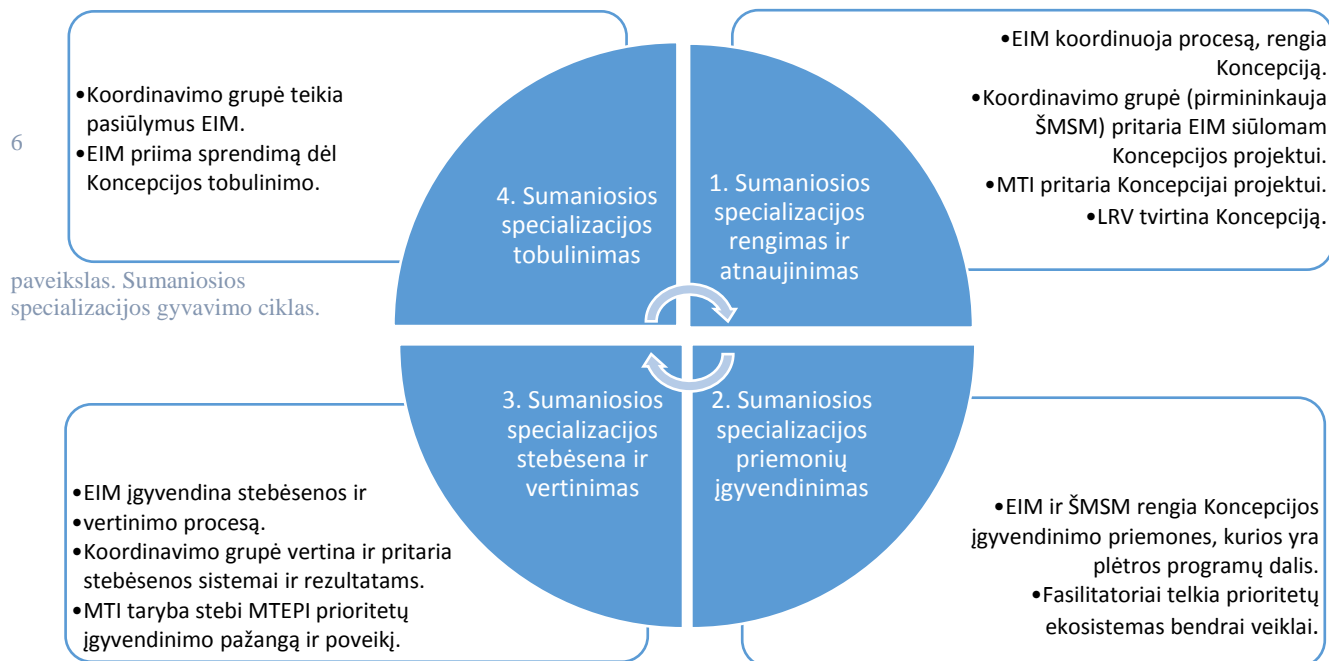 •Koordinavimo grupė teikia
pasiūlymus EIM.
•EIM priima sprendimą dėl
Koncepcijos tobulinimo.
6
paveikslas. Sumaniosios
specializacijos gyvavimo ciklas.
4. Sumaniosios
specializacijos
tobulinimas
1. Sumaniosios
specializacijos
rengimas ir
atnaujinimas
•EIM koordinuoja procesą, rengia
Koncepciją.
•Koordinavimo grupė (pirmininkauja
ŠMSM) pritaria EIM siūlomam
Koncepcijos projektui.
•MTI pritaria Koncepcijai projektui.
•LRV tvirtina Koncepciją.
3. Sumaniosios
specializacijos
stebėsena ir
vertinimas
2. Sumaniosios
specializacijos
priemonių
įgyvendinimas
•EIM įgyvendina stebėsenos ir
•vertinimo procesą.
•Koordinavimo grupė vertina ir pritaria
stebėsenos sistemai ir rezultatams.
•MTI taryba stebi MTEPI prioritetų
įgyvendinimo pažangą ir poveikį.
•EIM ir ŠMSM rengia Koncepcijos
įgyvendinimo priemones, kurios yra
plėtros programų dalis.
•Fasilitatoriai telkia prioritetų
ekosistemas bendrai veiklai.